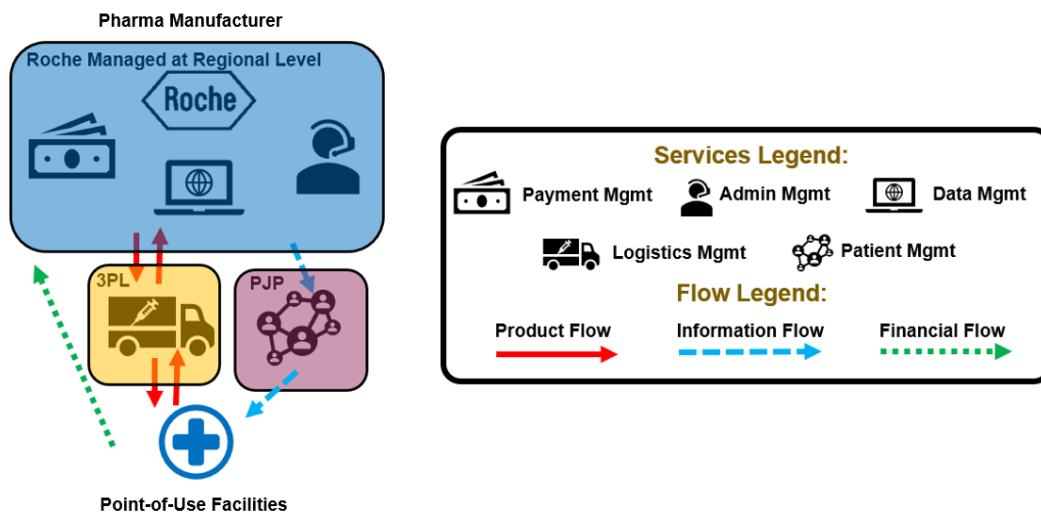 Pharma Manufacturer
Roche Managed at Regional Level
Roche
3PL
PJP
Point-of-Use Facilities
Services Legend:
Payment Mgmt
Admin Mgmt
Data Mgmt
Logistics Mgmt
Patient Mgmt
Flow Legend:
Product Flow
Information Flow
Financial Flow